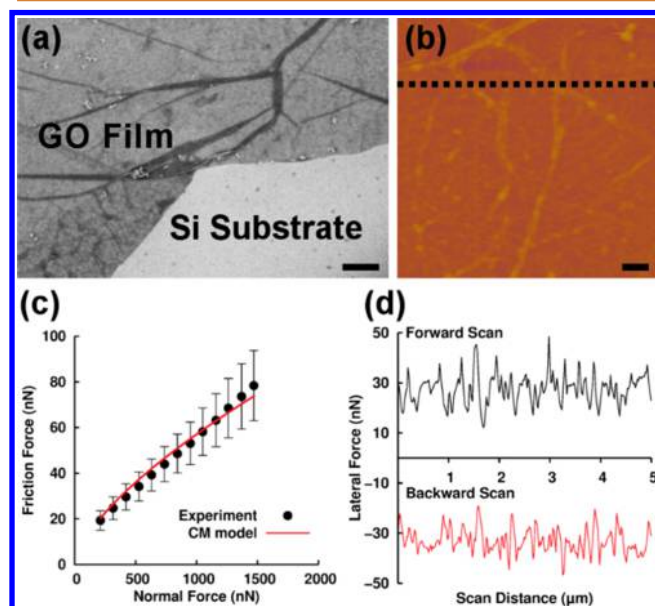 (a)
GO Film
Si Substrate
(b)
(c)
100
80
60
40
20
0
Friction Force (nN)
Experiment
CM model
0 500 1000 1500 2000
Normal Force (nN)
(d)
50
30
10
-10
-30
-50
Lateral Force (nN)
Forward Scan
1 2 3 4 5
Backward Scan
Scan Distance (μm)